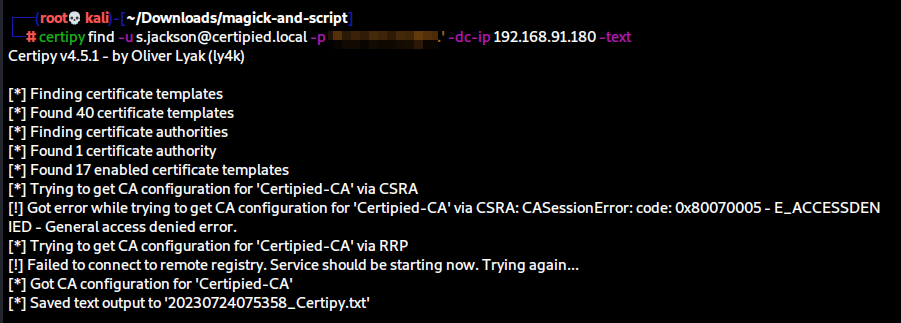 (root💀kali)-[~/Downloads/magick-and-script]
# certipy find -u s.jackson@certipied.local -p .' -dc-ip 192.168.91.180 -text
Certipy v4.5.1 - by Oliver Lyak (ly4k)
[*] Finding certificate templates
[*] Found 40 certificate templates
[*] Finding certificate authorities
[*] Found 1 certificate authority
[*] Found 17 enabled certificate templates
[*] Trying to get CA configuration for 'Certipied-CA' via CSRA
[!] Got error while trying to get CA configuration for 'Certipied-CA' via CSRA: CASessionError: code: 0x80070005 - E_ACCESSDEN
IED - General access denied error.
[*] Trying to get CA configuration for 'Certipied-CA' via RRP
[!] Failed to connect to remote registry. Service should be starting now. Trying again...
[*] Got CA configuration for 'Certipied-CA'
[*] Saved text output to '20230724075358_Certipy.txt'